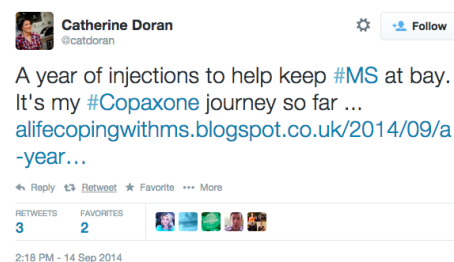 Catherine Doran
@catdoran
Follow
A year of injections to help keep #MS at bay.
It's my #Copaxone journey so far ...
alifecopingwithms.blogspot.co.uk/2014/09/a
-year…
Reply Retweet Favorite More
RETWEETS FAVORITES
3 2
2:18 PM - 14 Sep 2014